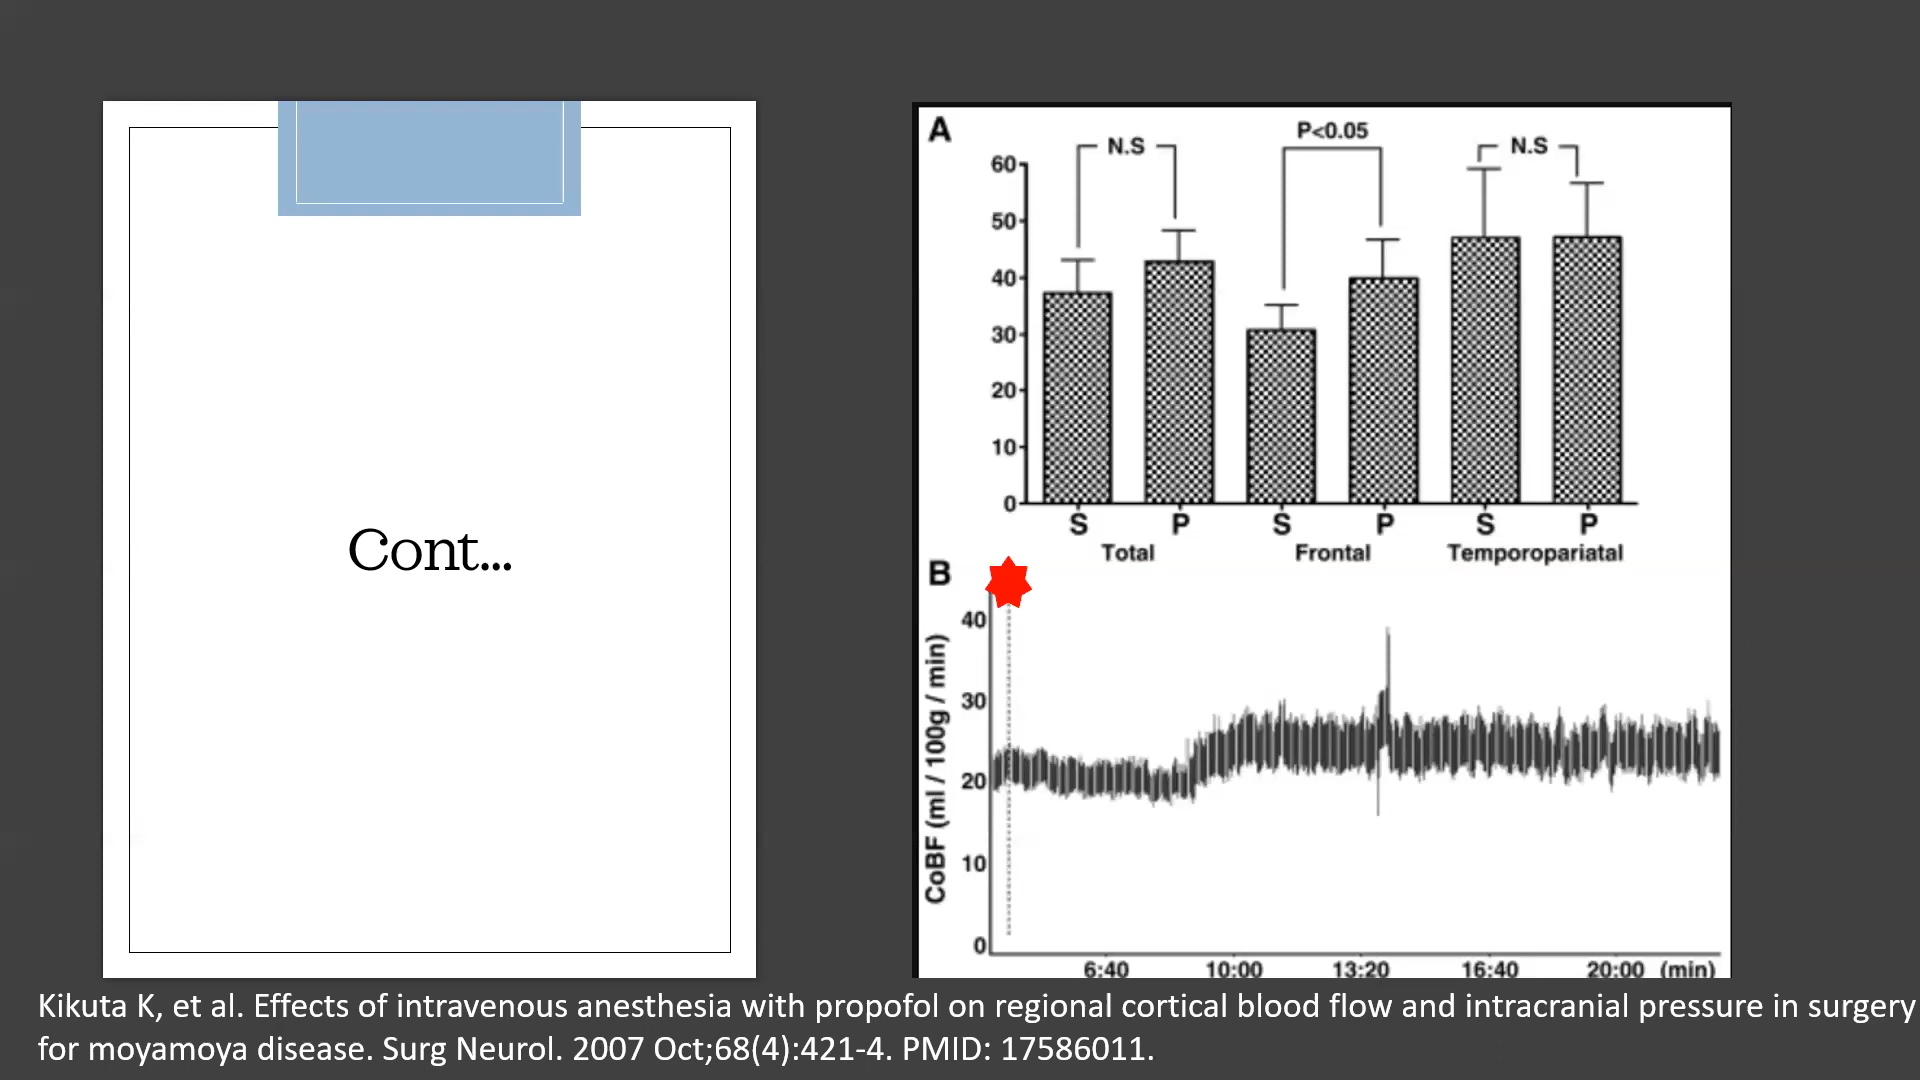 Cont...
A
N.S
P<0.05
N.S
60
50
40
30
20
10
0
S P S P S P
Total Frontal Temporopariatal
B
CoBF (ml / 100g / min)
40
30
20
10
0
6:40 10:00 13:20 16:40 20:00 (min)
Kikuta K, et al. Effects of intravenous anesthesia with propofol on regional cortical blood flow and intracranial pressure in surgery
for moyamoya disease. Surg Neurol. 2007 Oct;68(4):421-4. PMID: 17586011.